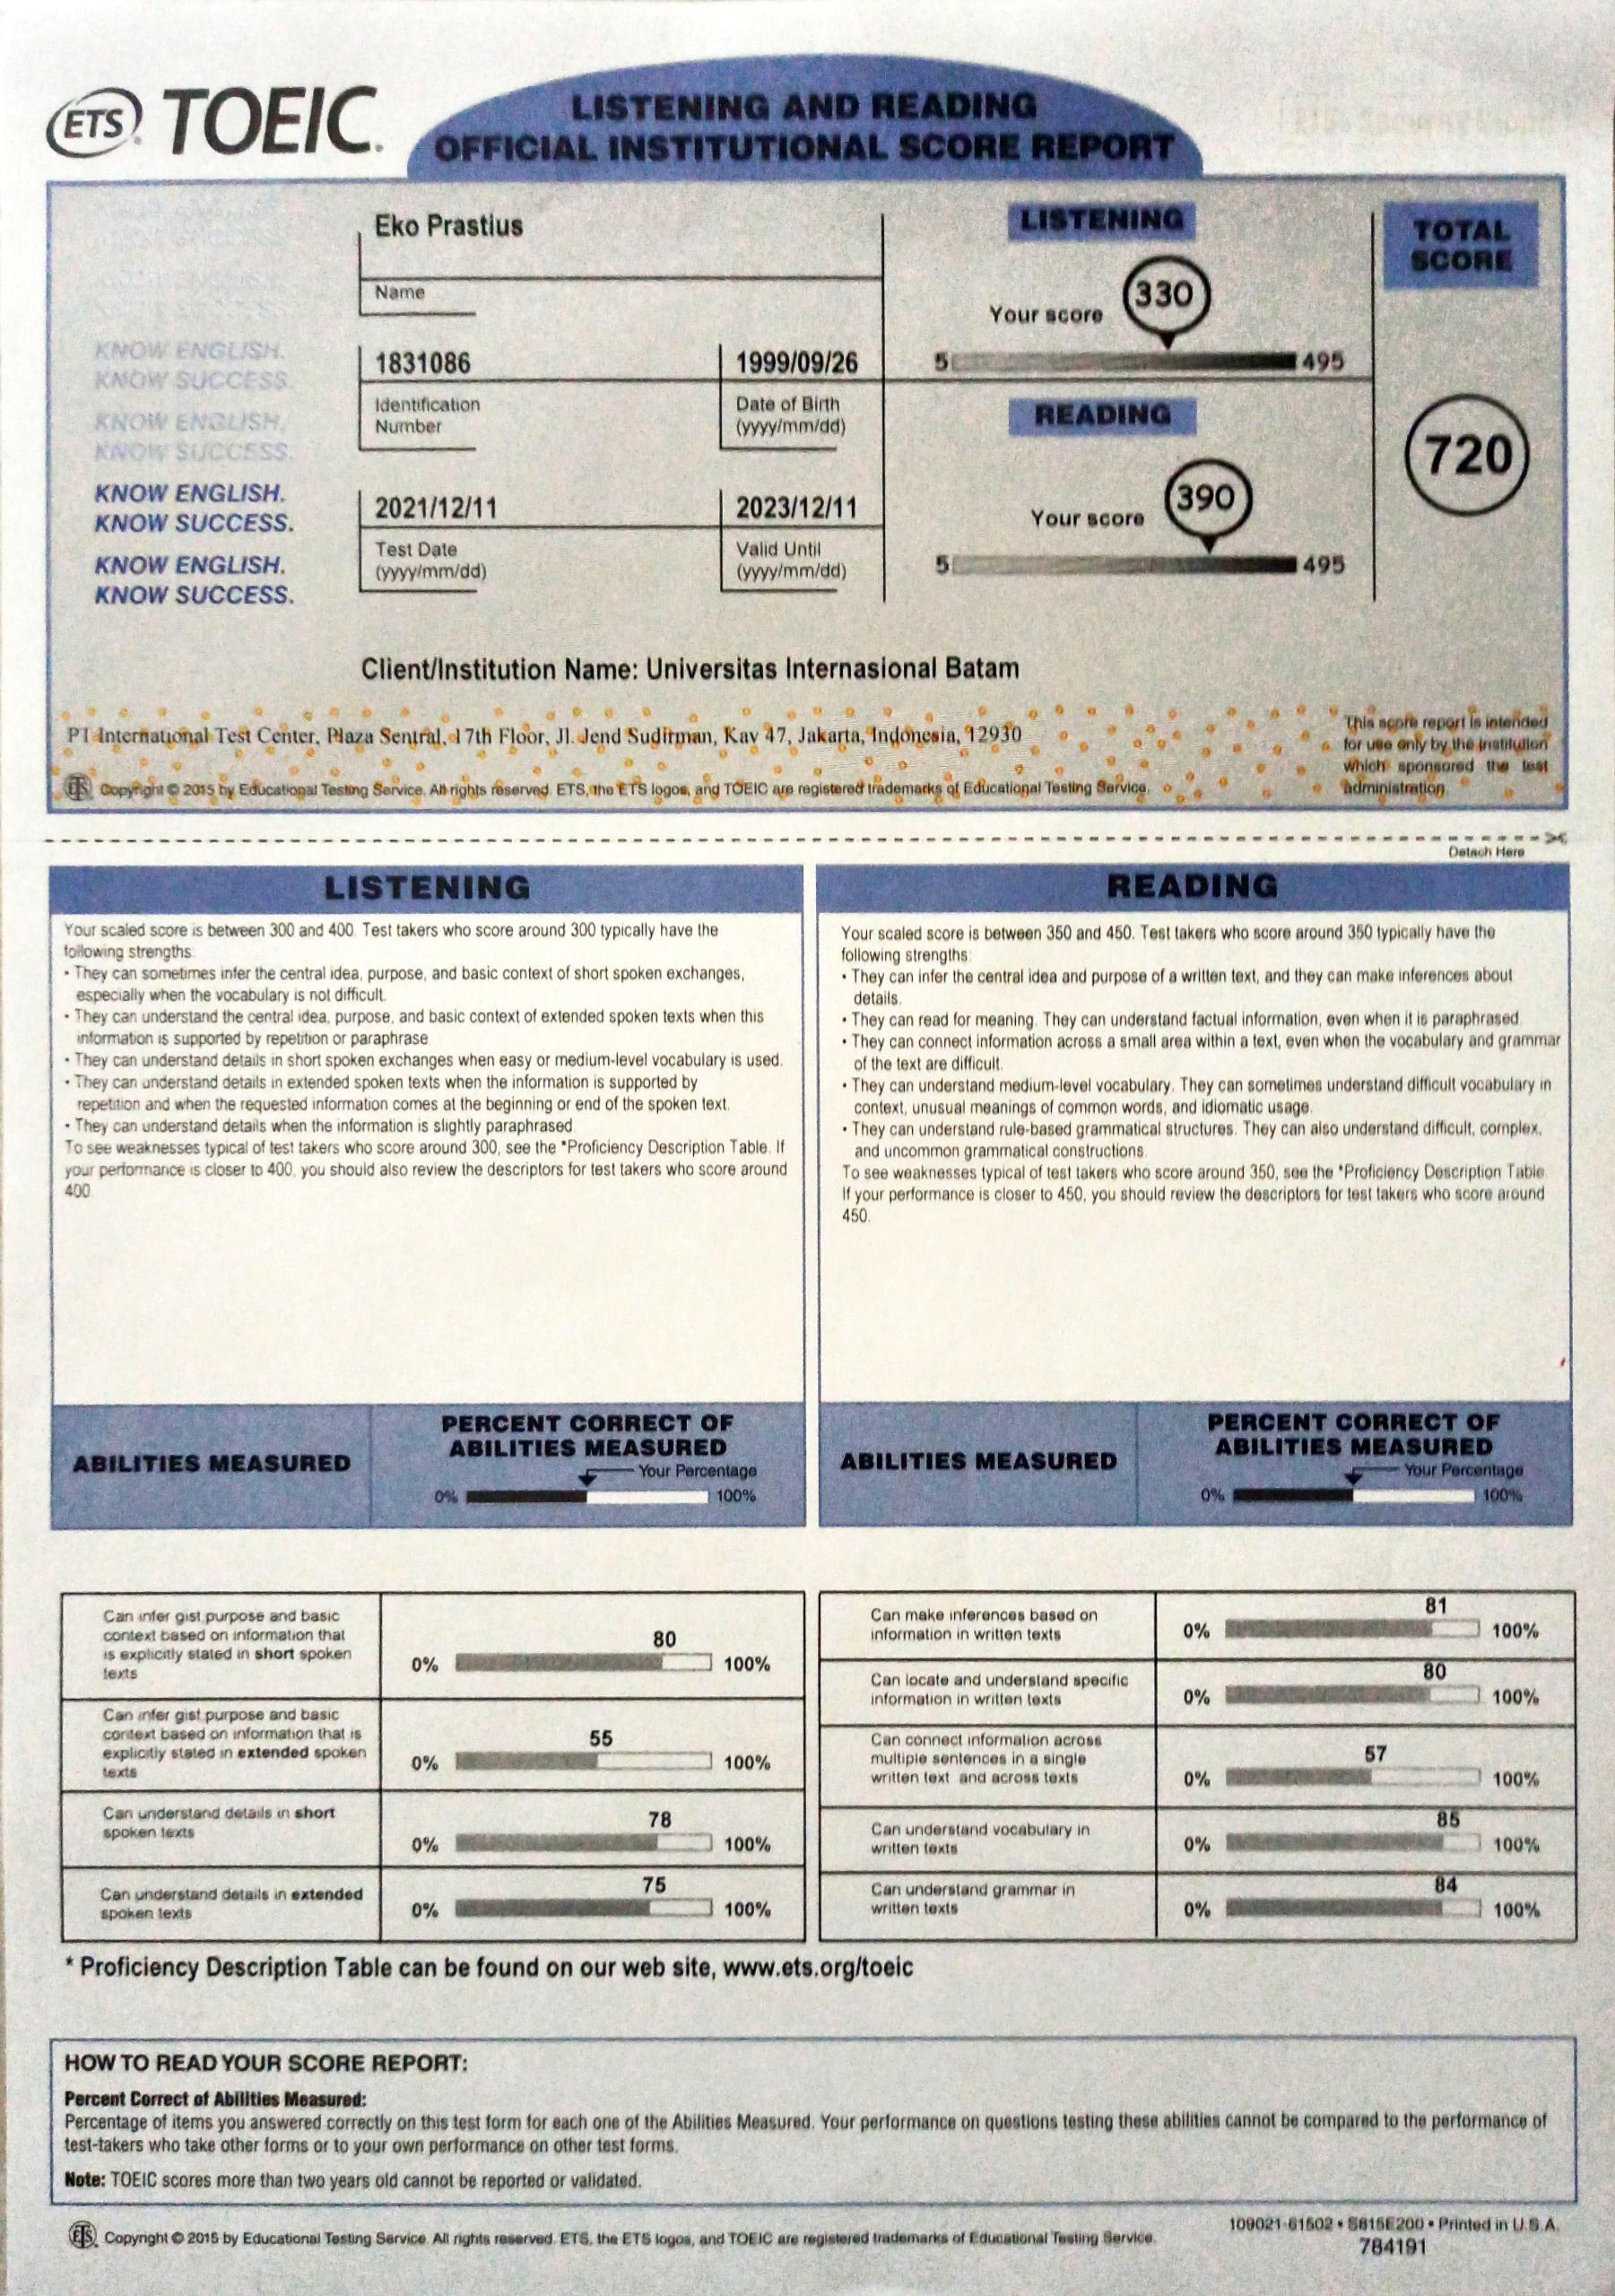 ETS TOEIC.
LISTENING AND READING
OFFICIAL INSTITUTIONAL SCORE REPORT
KNOW ENGLISH.
KNOW SUCCESS.
KNOW ENGLISH.
KNOW SUCCESS.
KNOW ENGLISH.
KNOW SUCCESS.
KNOW ENGLISH.
KNOW SUCCESS.
Eko Prastius
Name
1831086
1999/09/26
Identification
Number
Date of Birth
(yyyy/mm/dd)
2021/12/11
2023/12/11
Test Date
(yyyy/mm/dd)
Valid Until
(yyyy/mm/dd)
LISTENING
Your score 330
5 495
READING
Your score 390
5 495
TOTAL
SCORE
720
Client/Institution Name: Universitas Internasional Batam
PT International Test Center, Plaza Sentral, 17th Floor, Jl. Jend Sudirman, Kav 47, Jakarta, Indonesia, 12930
This score report is intended
for use only by the institution
which sponsored the test
administration
ETS Copyright © 2015 by Educational Testing Service. All rights reserved. ETS, the ETS logos, and TOEIC are registered trademarks of Educational Testing Service.
Detach Here
LISTENING
Your scaled score is between 300 and 400. Test takers who score around 300 typically have the
following strengths:
• They can sometimes infer the central idea, purpose, and basic context of short spoken exchanges,
especially when the vocabulary is not difficult.
• They can understand the central idea, purpose, and basic context of extended spoken texts when this
information is supported by repetition or paraphrase
• They can understand details in short spoken exchanges when easy or medium-level vocabulary is used.
• They can understand details in extended spoken texts when the information is supported by
repetition and when the requested information comes at the beginning or end of the spoken text.
• They can understand details when the information is slightly paraphrased
To see weaknesses typical of test takers who score around 300, see the *Proficiency Description Table. If
your performance is closer to 400, you should also review the descriptors for test takers who score around
400.
READING
Your scaled score is between 350 and 450. Test takers who score around 350 typically have the
following strengths:
• They can infer the central idea and purpose of a written text, and they can make inferences about
details.
• They can read for meaning. They can understand factual information, even when it is paraphrased.
• They can connect information across a small area within a text, even when the vocabulary and grammar
of the text are difficult.
• They can understand medium-level vocabulary. They can sometimes understand difficult vocabulary in
context, unusual meanings of common words, and idiomatic usage.
• They can understand rule-based grammatical structures. They can also understand difficult, complex,
and uncommon grammatical constructions.
To see weaknesses typical of test takers who score around 350, see the *Proficiency Description Table.
If your performance is closer to 450, you should review the descriptors for test takers who score around
450.
ABILITIES MEASURED
PERCENT CORRECT OF
ABILITIES MEASURED
Your Percentage
0% 100%
ABILITIES MEASURED
PERCENT CORRECT OF
ABILITIES MEASURED
Your Percentage
0% 100%
Can infer gist,purpose and basic
context based on information that
is explicitly stated in short spoken
texts
80
0% 100%
Can infer gist purpose and basic
context based on information that is
explicitly stated in extended spoken
texts
55
0% 100%
Can understand details in short
spoken texts
78
0% 100%
Can understand details in extended
spoken texts
75
0% 100%
Can make inferences based on
information in written texts
81
0% 100%
Can locate and understand specific
information in written texts
80
0% 100%
Can connect information across
multiple sentences in a single
written text and across texts
57
0% 100%
Can understand vocabulary in
written texts
85
0% 100%
Can understand grammar in
written texts
84
0% 100%
* Proficiency Description Table can be found on our web site, www.ets.org/toeic
HOW TO READ YOUR SCORE REPORT:
Percent Correct of Abilities Measured:
Percentage of items you answered correctly on this test form for each one of the Abilities Measured. Your performance on questions testing these abilities cannot be compared to the performance of
test-takers who take other forms or to your own performance on other test forms.
Note: TOEIC scores more than two years old cannot be reported or validated.
ETS Copyright © 2015 by Educational Testing Service. All rights reserved. ETS, the ETS logos, and TOEIC are registered trademarks of Educational Testing Service.
109021-61502 • S815E200 • Printed in U.S.A.
784191